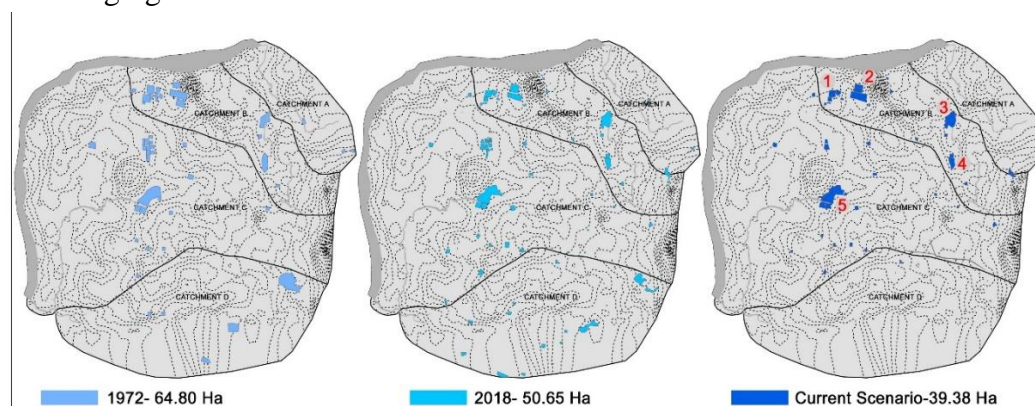 CATCHMENT A
CATCHMENT B
CATCHMENT C
CATCHMENT D
1972- 64.80 Ha
CATCHMENT A
CATCHMENT B
CATCHMENT C
CATCHMENT D
2018- 50.65 Ha
1
2
CATCHMENT A
3
CATCHMENT B
4
5
CATCHMENT C
CATCHMENT D
Current Scenario-39.38 Ha